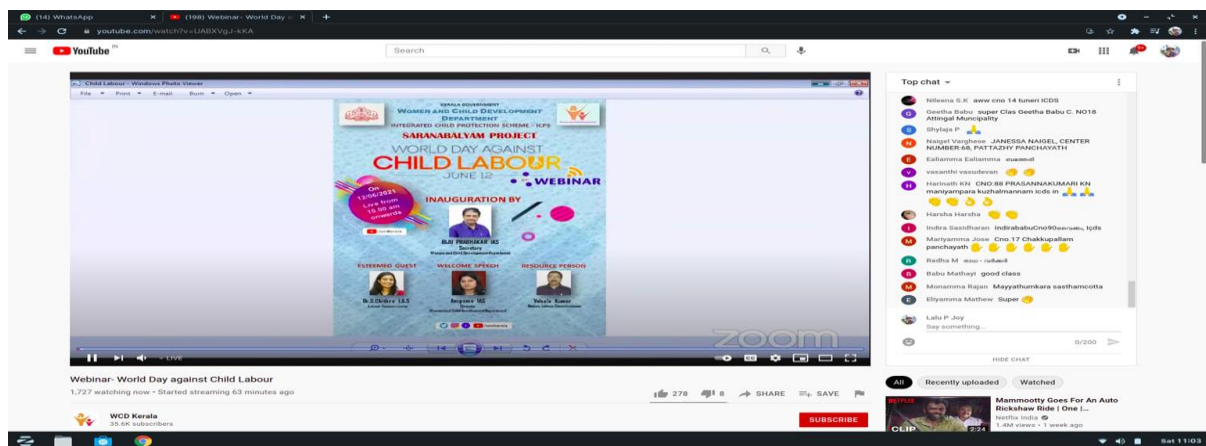 (14) WhatsApp
(198) Webinar- World Day
youtube.com/watch?v=UABXVgJ-kKA
YouTube IN
Search
Child Labour - Windows Photo Viewer
File Print E-mail Burn Open
KERALA GOVERNMENT
WOMEN AND CHILD DEVELOPMENT
DEPARTMENT
INTEGRATED CHILD PROTECTION SCHEME - ICPS
SARANABALYAM PROJECT
WORLD DAY AGAINST
CHILD LABOUR
JUNE 12
WEBINAR
On
12/06/2021
Live from
10.00 am
onwards
INAUGURATION BY
BIJU PRABHAKAR IAS
Secretary
ESTEEMED GUEST WELCOME SPEECH RESOURCE PERSON
Anupama IAS
Director
zoom
LIVE
Webinar- World Day against Child Labour
1,727 watching now • Started streaming 63 minutes ago
278 8 SHARE SAVE
WCD Kerala
35.6K subscribers
SUBSCRIBE
Top chat
Nileena S.K aww cno 14 tuneri ICDS
Geetha Babu super Clas Geetha Babu C. NO18
Attingal Muncipality
Shylaja P
Naigel Varghese JANESSA NAIGEL, CENTER
NUMBER:68, PATTAZHY PANCHAYATH
Ealiamma Ealiamma
vasanthi vasudevan
Harinath KN CNO:88 PRASANNAKUMARI KN
maniyampara kuzhalmannam icds in
Harsha Harsha
Indira Sasidharan IndirababuCno90 Içds
Mariyamma Jose Cno.17 Chakkupallam
panchayath
Radha M
Babu Mathayi good class
Monamma Rajan Mayyathumkara sasthamcotta
Eliyamma Mathew Super
Lalu P Joy
Say something...
0/200
HIDE CHAT
All Recently uploaded Watched
NETFLIX
CLIP
2:24
Mammootty Goes For An Auto
Rickshaw Ride | One |...
Netflix India
1.4M views • 1 week ago
Sat 11:03